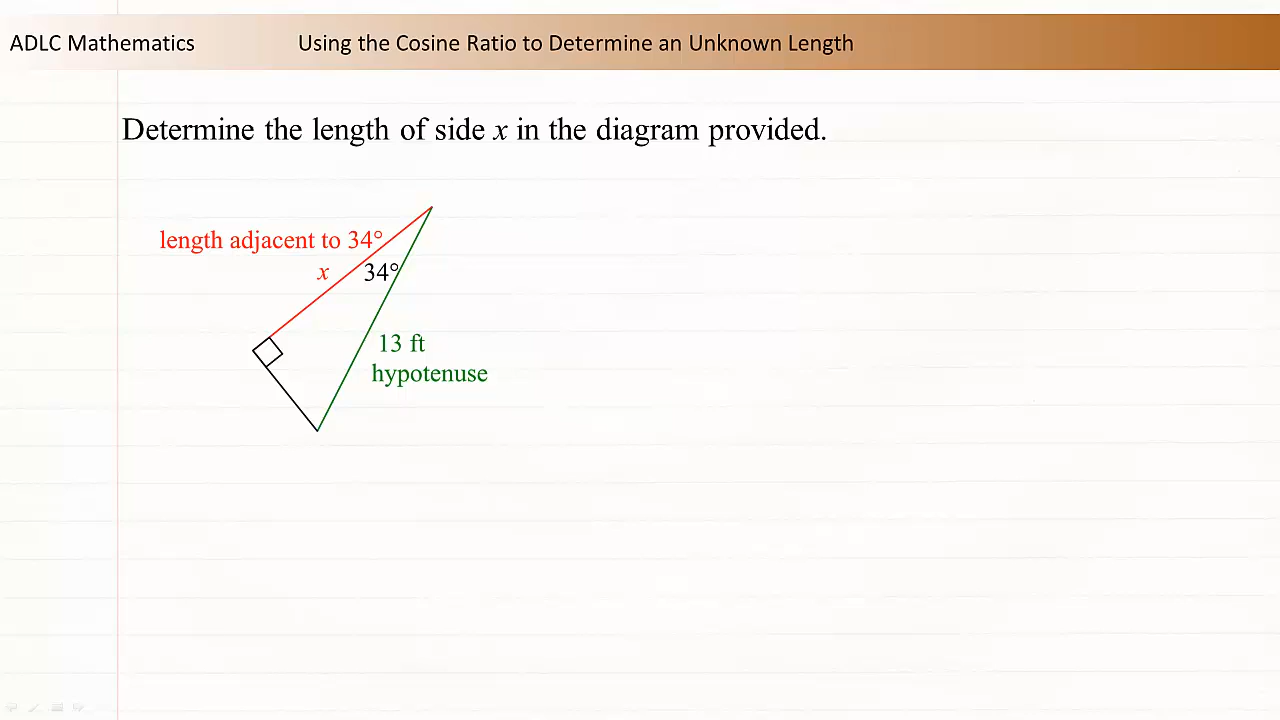 ADLC Mathematics
Using the Cosine Ratio to Determine an Unknown Length
Determine the length of side x in the diagram provided.
length adjacent to 34°
x
34°
13 ft
hypotenuse